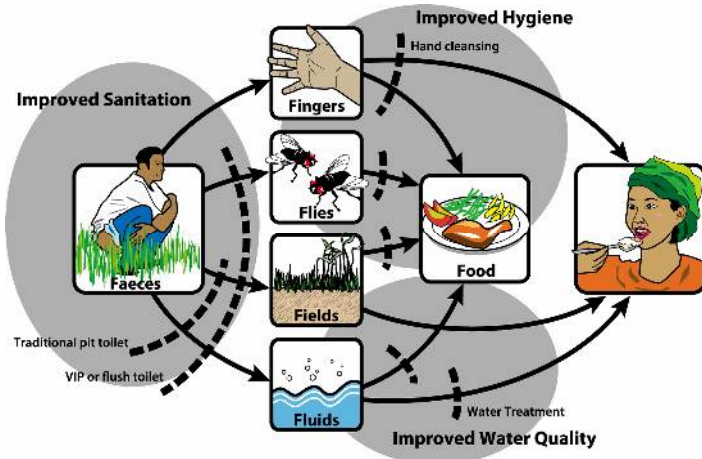 Improved Hygiene
Hand cleansing
Improved Sanitation
Fingers
Flies
Faeces
Food
Fields
Traditional pit toilet
VIP or flush toilet
Fluids
Water Treatment
Improved Water Quality